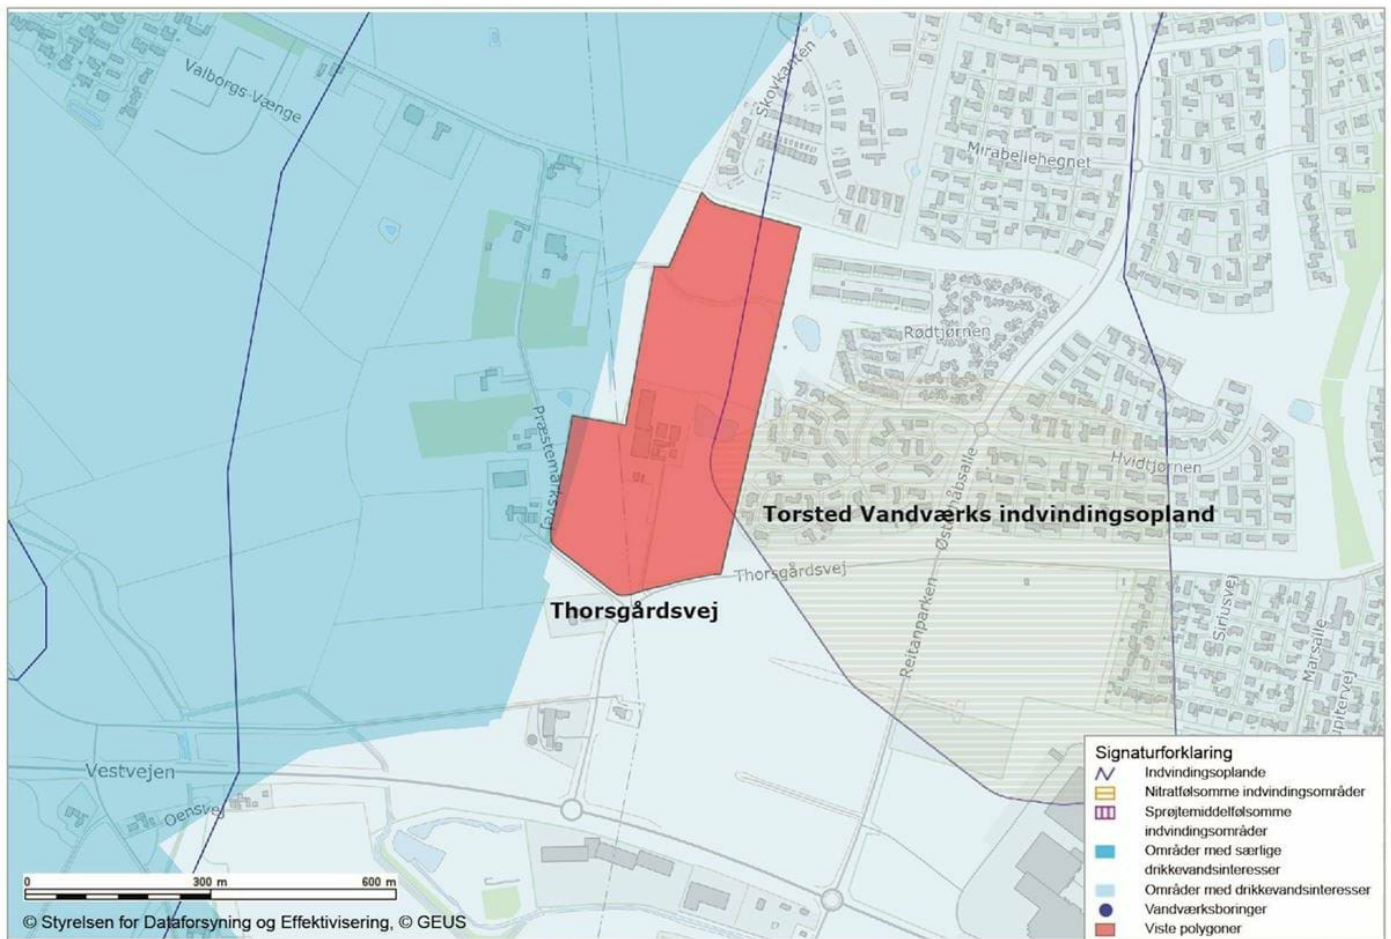 Valborgs Vænge
Skovkanten
Mirabellehegnet
Rødtjørnen
Præstemarksvej
Hvidtjørnen
Torsted Vandværks indvindingsopland
Thorsgårdsvej
Thorsgårdsvej
Reitanparken
Siriusvej
Marsalle
Jupitervej
Vestvejen
Oensvej
Signaturforklaring
Indvindingsoplande
Nitratfølsomme indvindingsområder
Sprøjtemiddelfølsomme
indvindingsområder
Områder med særlige
drikkevandsinteresser
Områder med drikkevandsinteresser
Vandværksboringer
Viste polygoner
0 300 m 600 m
© Styrelsen for Dataforsyning og Effektivisering, © GEUS